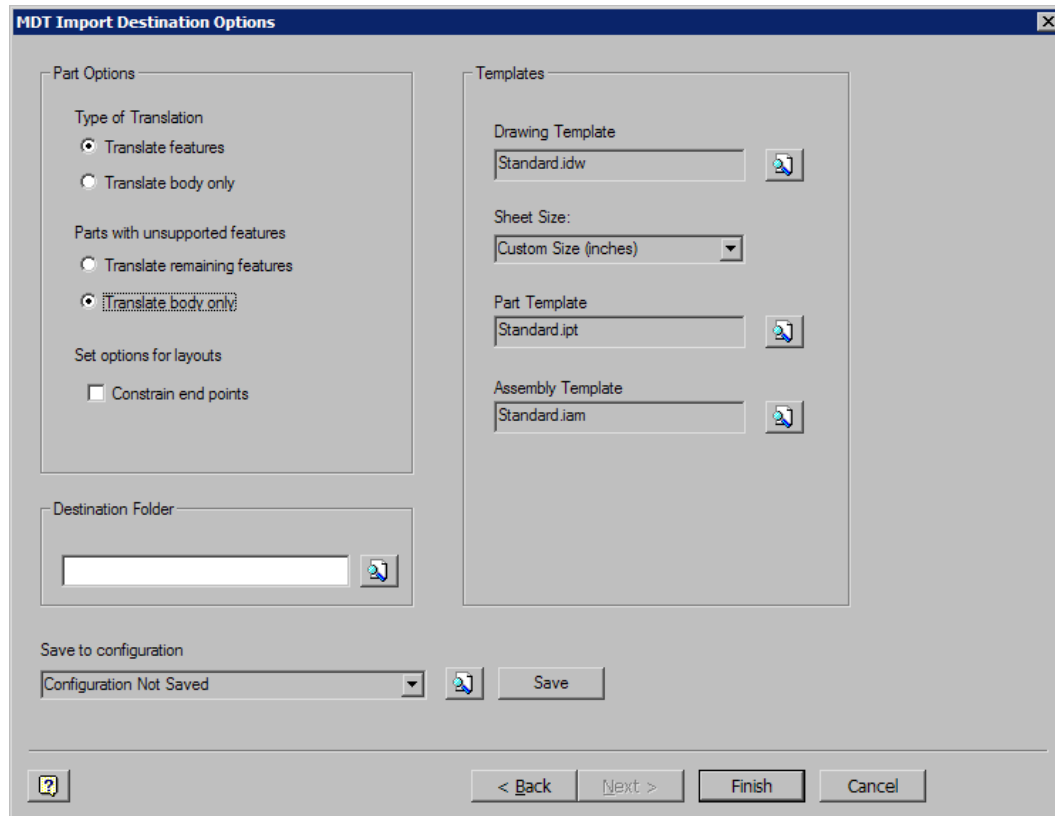 MDT Import Destination Options
Part Options
Type of Translation
Translate features
Translate body only
Parts with unsupported features
Translate remaining features
Translate body only
Set options for layouts
Constrain end points
Destination Folder
Templates
Drawing Template
Standard.idw
Sheet Size:
Custom Size (inches)
Part Template
Standard.ipt
Assembly Template
Standard.iam
Save to configuration
Configuration Not Saved
Save
?
< Back
Next >
Finish
Cancel